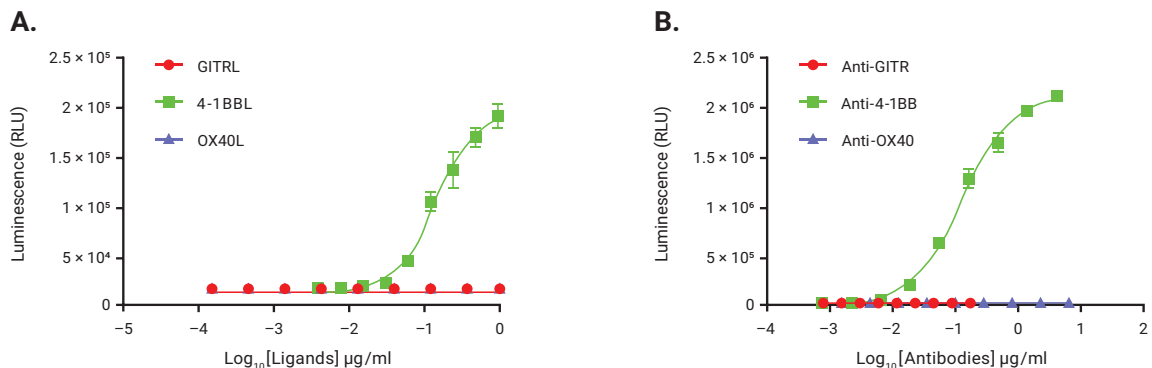 A.
2.5 × 10⁵
2 × 10⁵
1.5 × 10⁵
1 × 10⁵
5 × 10⁴
0
Luminescence (RLU)
GITRL
4-1BBL
OX40L
−5 −4 −3 −2 −1 0
Log₁₀[Ligands] μg/ml
B.
2.5 × 10⁶
2 × 10⁶
1.5 × 10⁶
1 × 10⁶
5 × 10⁵
0
Luminescence (RLU)
Anti-GITR
Anti-4-1BB
Anti-OX40
−4 −3 −2 −1 0 1 2
Log₁₀[Antibodies] μg/ml